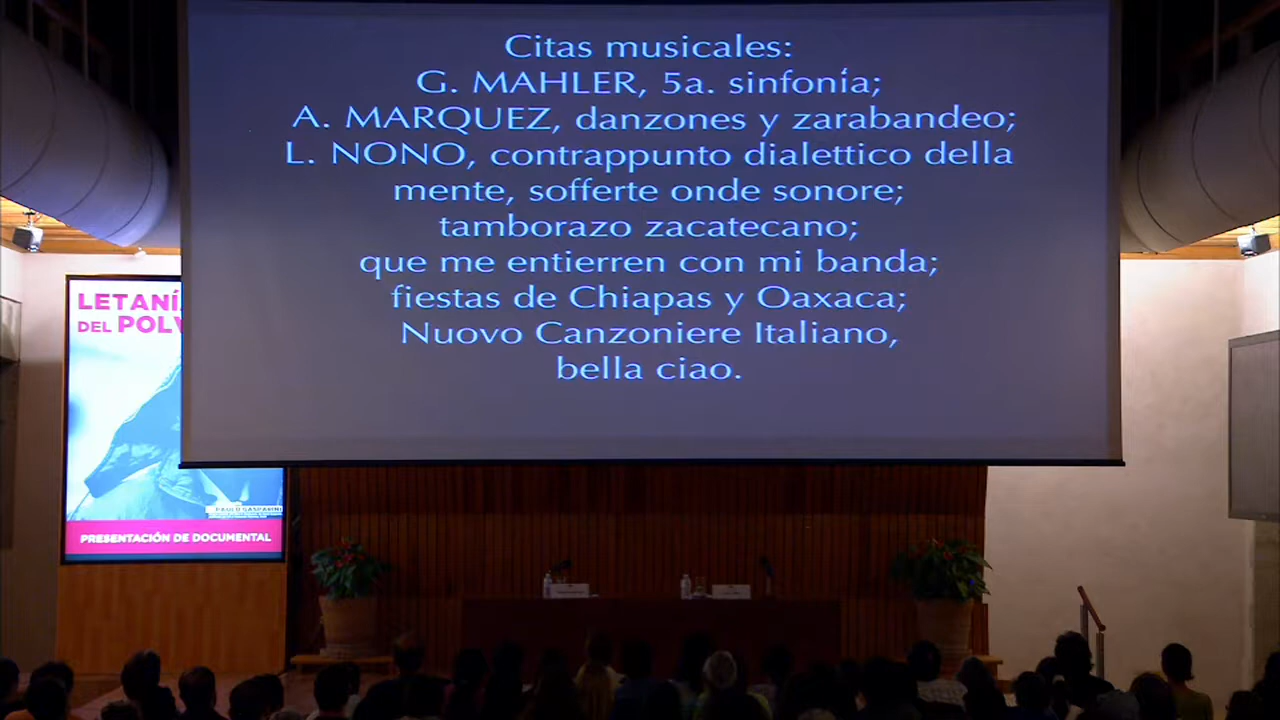 Citas musicales:
G. MAHLER, 5a. sinfonía;
A. MARQUEZ, danzones y zarabandeo;
L. NONO, contrappunto dialettico della
mente, sofferte onde sonore;
tamborazo zacatecano;
que me entierren con mi banda;
fiestas de Chiapas y Oaxaca;
Nuovo Canzoniere Italiano,
bella ciao.
LETANÍ
DEL POLV
PAOLO GASPARINI
PRESENTACIÓN DE DOCUMENTAL